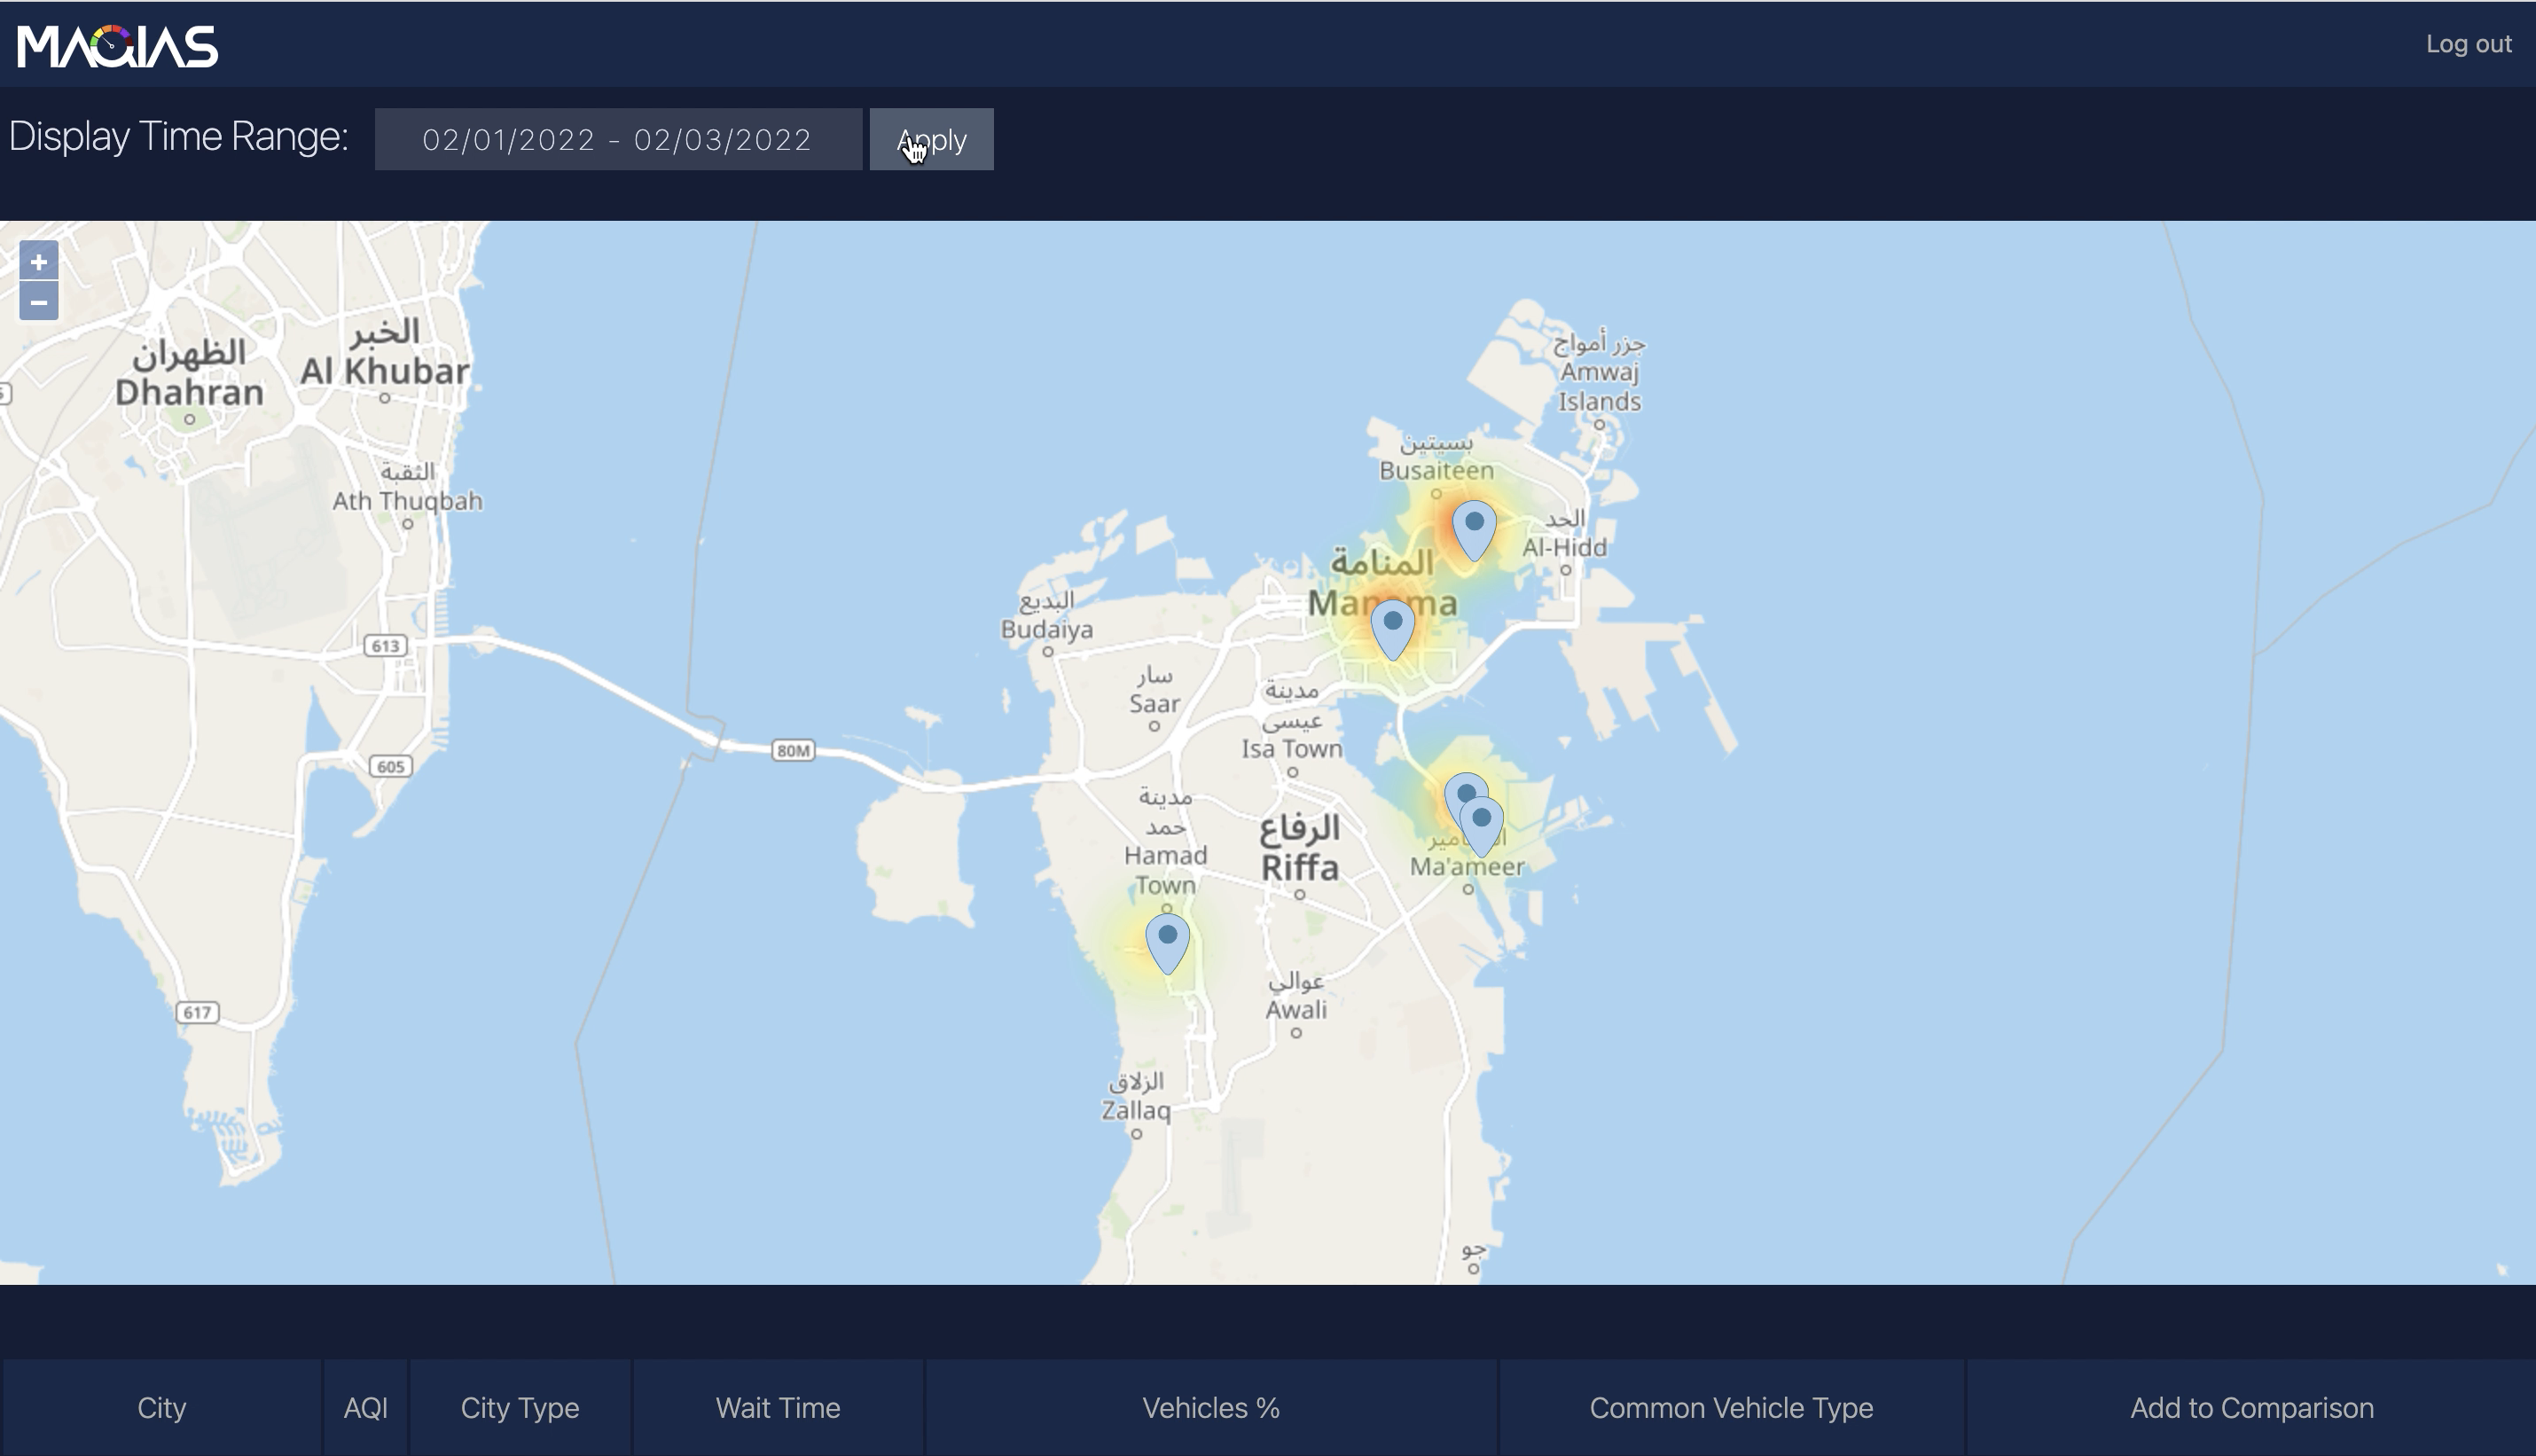 MAQIAS
Log out
Display Time Range:
02/01/2022 - 02/03/2022
Apply
+
−
الظهران
Dhahran
الخبر
Al Khubar
الثقبة
Ath Thuqbah
613
605
617
80M
جزر أمواج
Amwaj
Islands
بسيتين
Busaiteen
الحد
Al-Hidd
المنامة
البديع
Budaiya
سار
Saar
مدينة
عيسى
Isa Town
مدينة
حمد
Hamad
Town
الرفاع
Riffa
Ma'ameer
عوالي
Awali
الزلاق
Zallaq
جو
City
AQI
City Type
Wait Time
Vehicles %
Common Vehicle Type
Add to Comparison